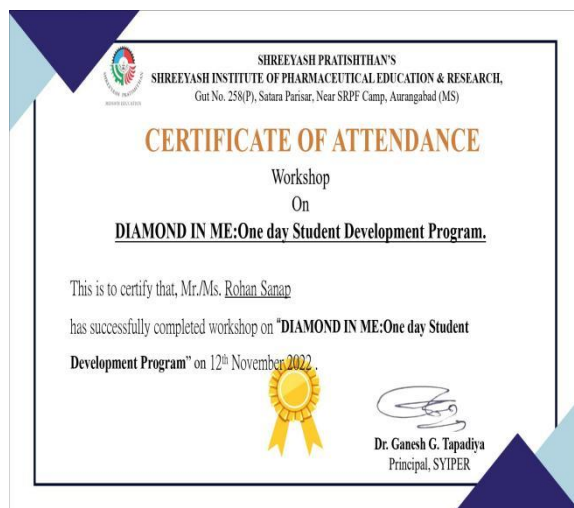 SHREEYASH PRATISHTHAN'S
SHREEYASH INSTITUTE OF PHARMACEUTICAL EDUCATION & RESEARCH,
Gut No. 258(P), Satara Parisar, Near SRPF Camp, Aurangabad (MS)
CERTIFICATE OF ATTENDANCE
Workshop
On
DIAMOND IN ME:One day Student Development Program.
This is to certify that, Mr./Ms. Rohan Sanap
has successfully completed workshop on "DIAMOND IN ME:One day Student
Development Program" on 12th November 2022 .
Dr. Ganesh G. Tapadiya
Principal, SYIPER